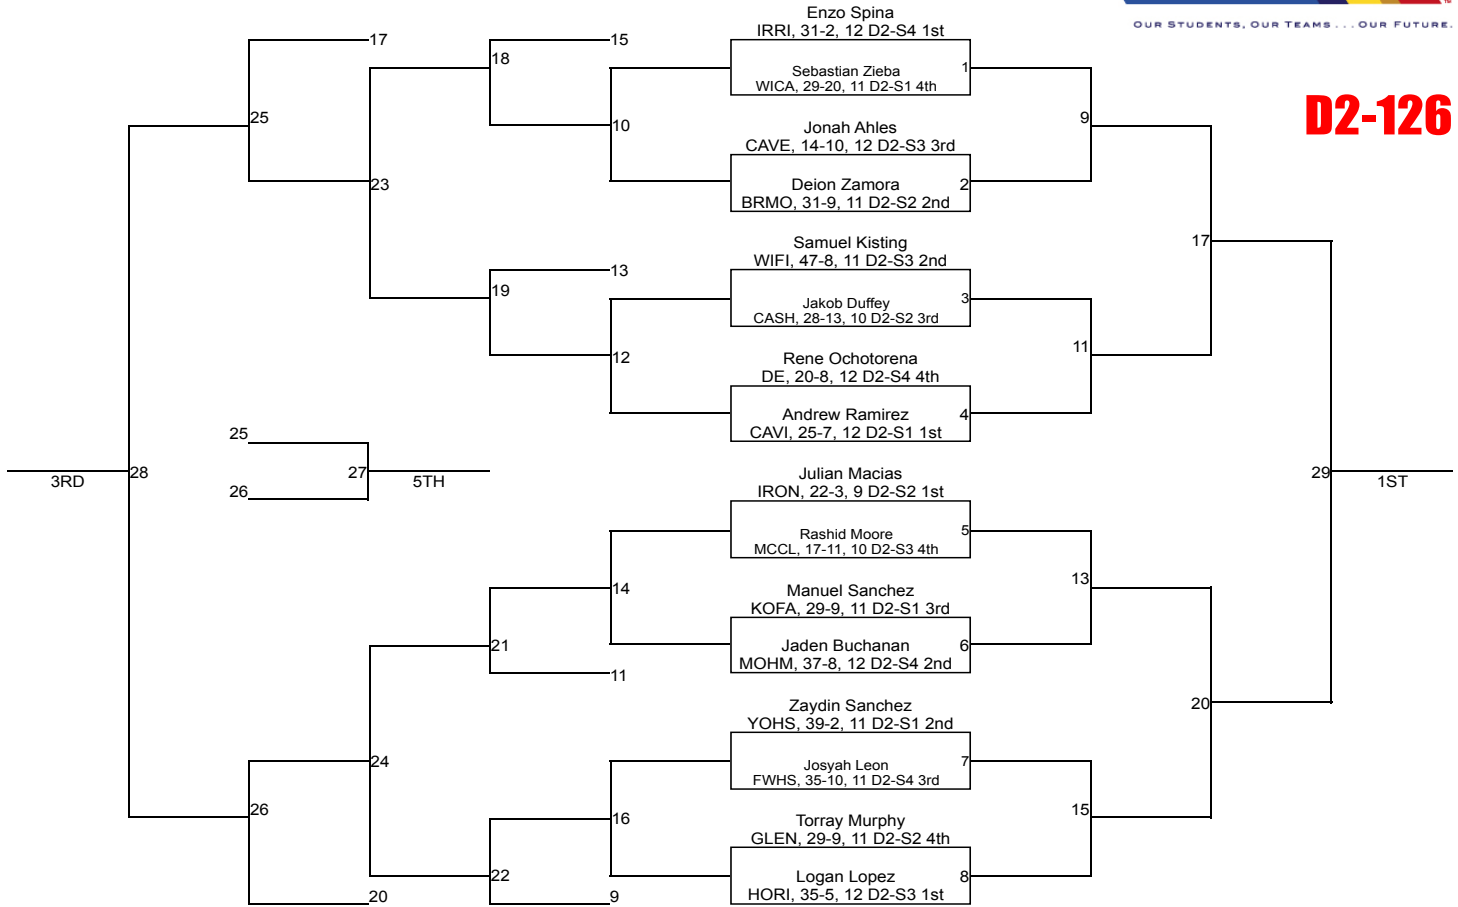 OUR STUDENTS, OUR TEAMS . . . OUR FUTURE.
TM
D2-126
Enzo Spina
IRRI, 31-2, 12 D2-S4 1st
Sebastian Zieba
WICA, 29-20, 11 D2-S1 4th
1
Jonah Ahles
CAVE, 14-10, 12 D2-S3 3rd
Deion Zamora
BRMO, 31-9, 11 D2-S2 2nd
2
Samuel Kisting
WIFI, 47-8, 11 D2-S3 2nd
Jakob Duffey
CASH, 28-13, 10 D2-S2 3rd
3
Rene Ochotorena
DE, 20-8, 12 D2-S4 4th
Andrew Ramirez
CAVI, 25-7, 12 D2-S1 1st
4
Julian Macias
IRON, 22-3, 9 D2-S2 1st
Rashid Moore
MCCL, 17-11, 10 D2-S3 4th
5
Manuel Sanchez
KOFA, 29-9, 11 D2-S1 3rd
Jaden Buchanan
MOHM, 37-8, 12 D2-S4 2nd
6
Zaydin Sanchez
YOHS, 39-2, 11 D2-S1 2nd
Josyah Leon
FWHS, 35-10, 11 D2-S4 3rd
7
Torray Murphy
GLEN, 29-9, 11 D2-S2 4th
Logan Lopez
HORI, 35-5, 12 D2-S3 1st
8
9
11
13
15
17
20
29
1ST
15
10
13
12
14
11
16
9
18
19
21
22
17
23
24
20
25
26
25
26
27
5TH
28
3RD